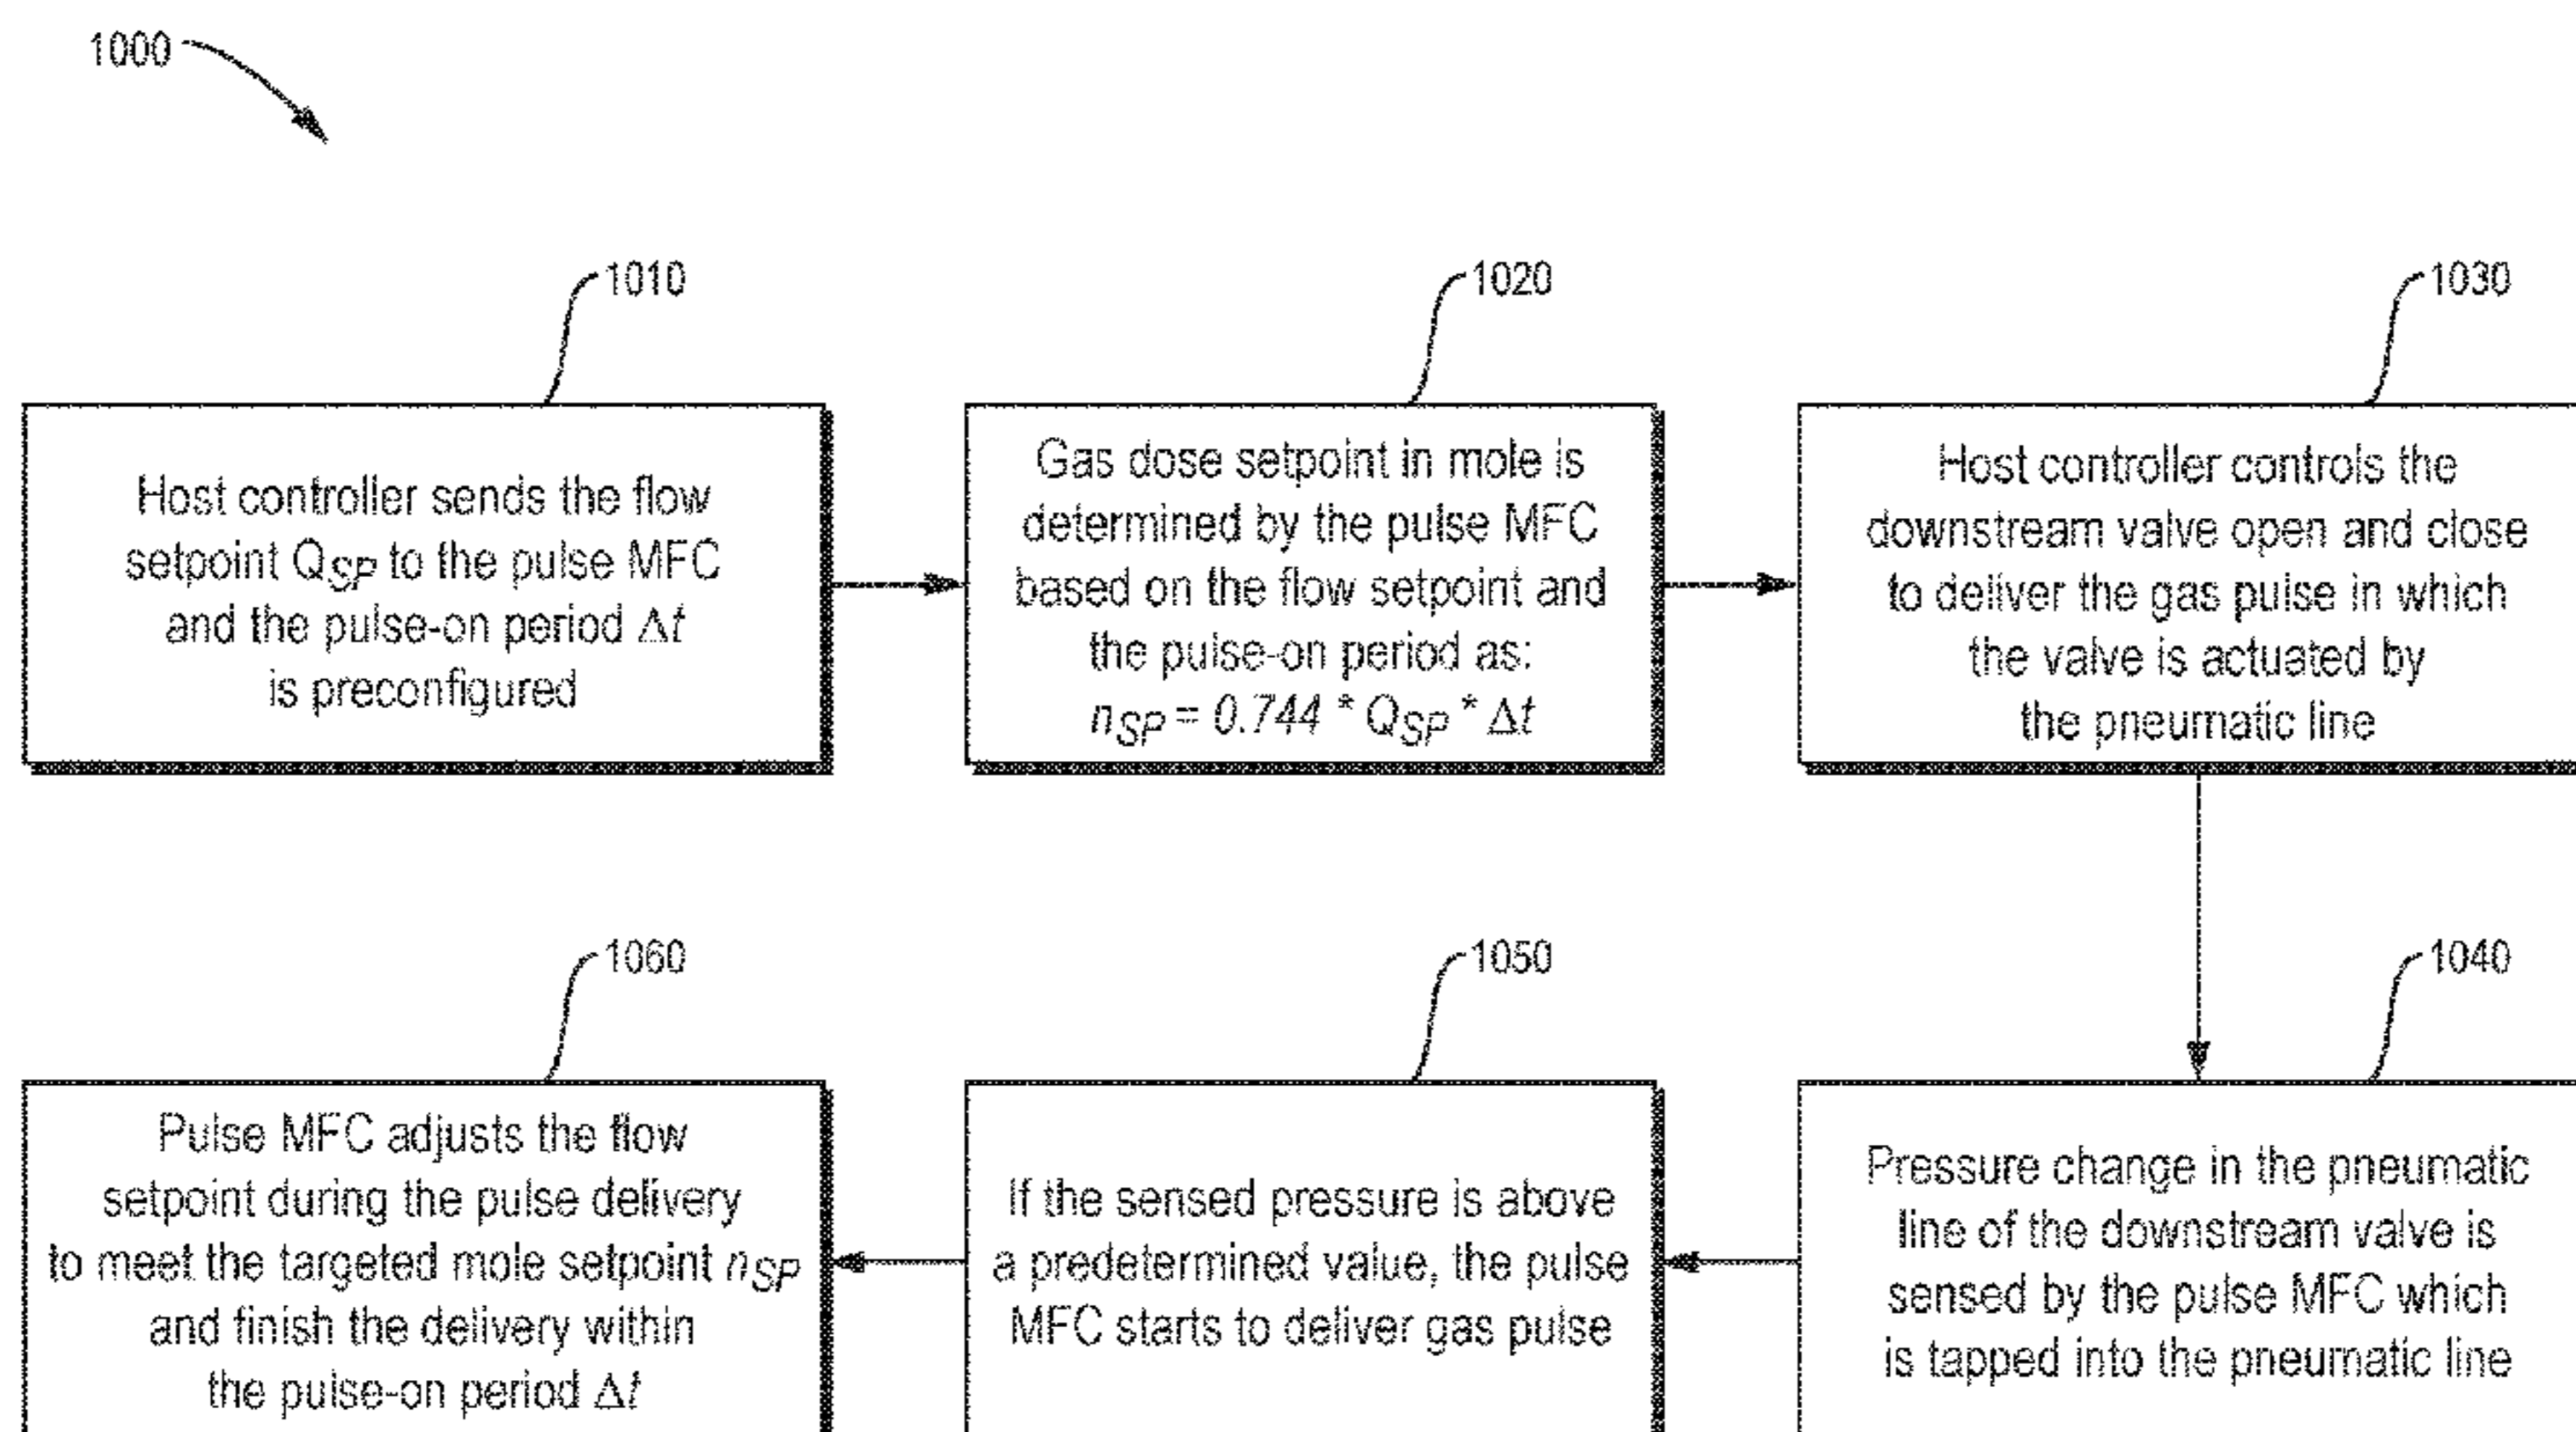 1000
1010
Host controller sends the flow
setpoint QSP to the pulse MFC
and the pulse-on period Δt
is preconfigured
1020
Gas dose setpoint in mole is
determined by the pulse MFC
based on the flow setpoint and
the pulse-on period as:
nSP = 0.744 * QSP * Δt
1030
Host controller controls the
downstream valve open and close
to deliver the gas pulse in which
the valve is actuated by
the pneumatic line
1040
Pressure change in the pneumatic
line of the downstream valve is
sensed by the pulse MFC which
is tapped into the pneumatic line
1050
If the sensed pressure is above
a predetermined value, the pulse
MFC starts to deliver gas pulse
1060
Pulse MFC adjusts the flow
setpoint during the pulse delivery
to meet the targeted mole setpoint nSP
and finish the delivery within
the pulse-on period Δt